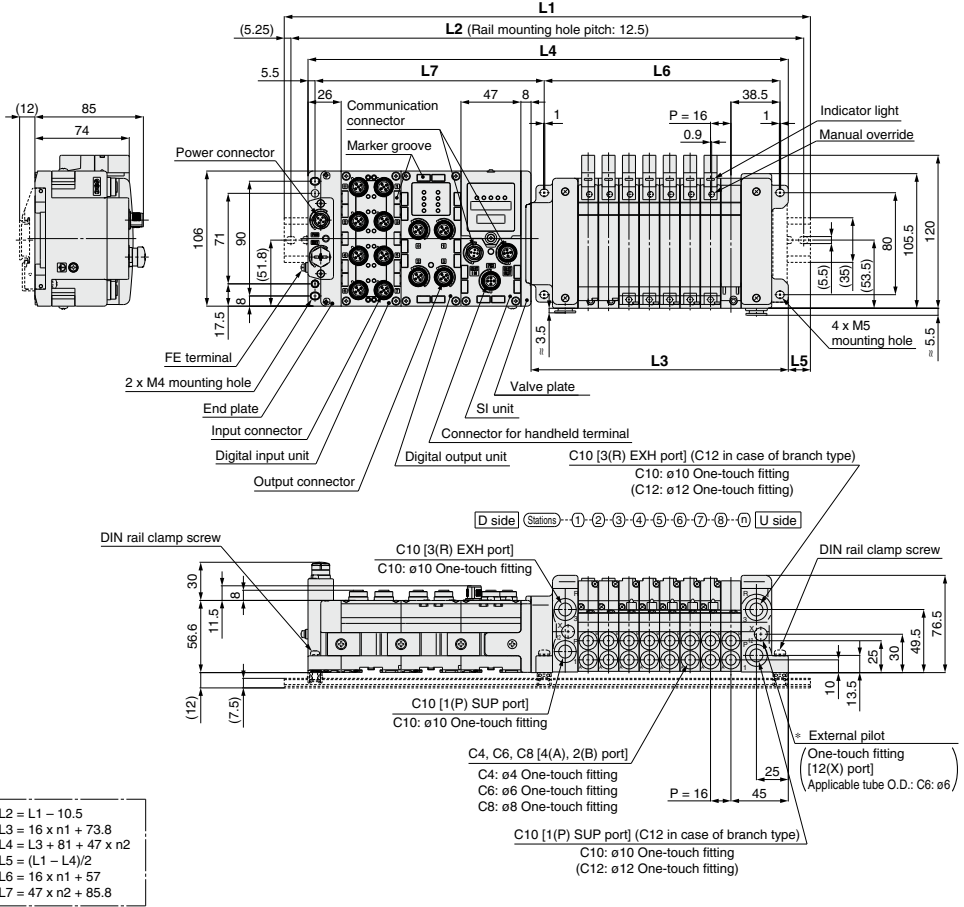 L1
(5.25)
L2 (Rail mounting hole pitch: 12.5)
L4
5.5
L7
L6
(12)
85
26
47
8
38.5
74
Communication
connector
1
P = 16
1
Indicator light
0.9
Manual override
Marker groove
Power connector
106
71
90
(51.8)
80
105.5
120
(5.5)
(35)
(53.5)
17.5
8
≈ 3.5
≈ 5.5
4 x M5
mounting hole
FE terminal
L3
L5
2 x M4 mounting hole
Valve plate
End plate
SI unit
Input connector
Connector for handheld terminal
Digital input unit
Digital output unit
Output connector
C10 [3(R) EXH port] (C12 in case of branch type)
C10: ø10 One-touch fitting
(C12: ø12 One-touch fitting)
D side (Stations)--①-②-③-④-⑤-⑥-⑦-⑧--ⓝ U side
DIN rail clamp screw
C10 [3(R) EXH port]
C10: ø10 One-touch fitting
DIN rail clamp screw
30
8
11.5
56.6
(12)
(7.5)
R
3
X
P
1
R
3
X
P
1
10
13.5
25
30
49.5
76.5
C10 [1(P) SUP port]
C10: ø10 One-touch fitting
* External pilot
(One-touch fitting
[12(X) port]
Applicable tube O.D.: C6: ø6)
C4, C6, C8 [4(A), 2(B) port]
C4: ø4 One-touch fitting
C6: ø6 One-touch fitting
C8: ø8 One-touch fitting
25
P = 16
45
C10 [1(P) SUP port] (C12 in case of branch type)
C10: ø10 One-touch fitting
(C12: ø12 One-touch fitting)
L2 = L1 – 10.5
L3 = 16 x n1 + 73.8
L4 = L3 + 81 + 47 x n2
L5 = (L1 – L4)/2
L6 = 16 x n1 + 57
L7 = 47 x n2 + 85.8